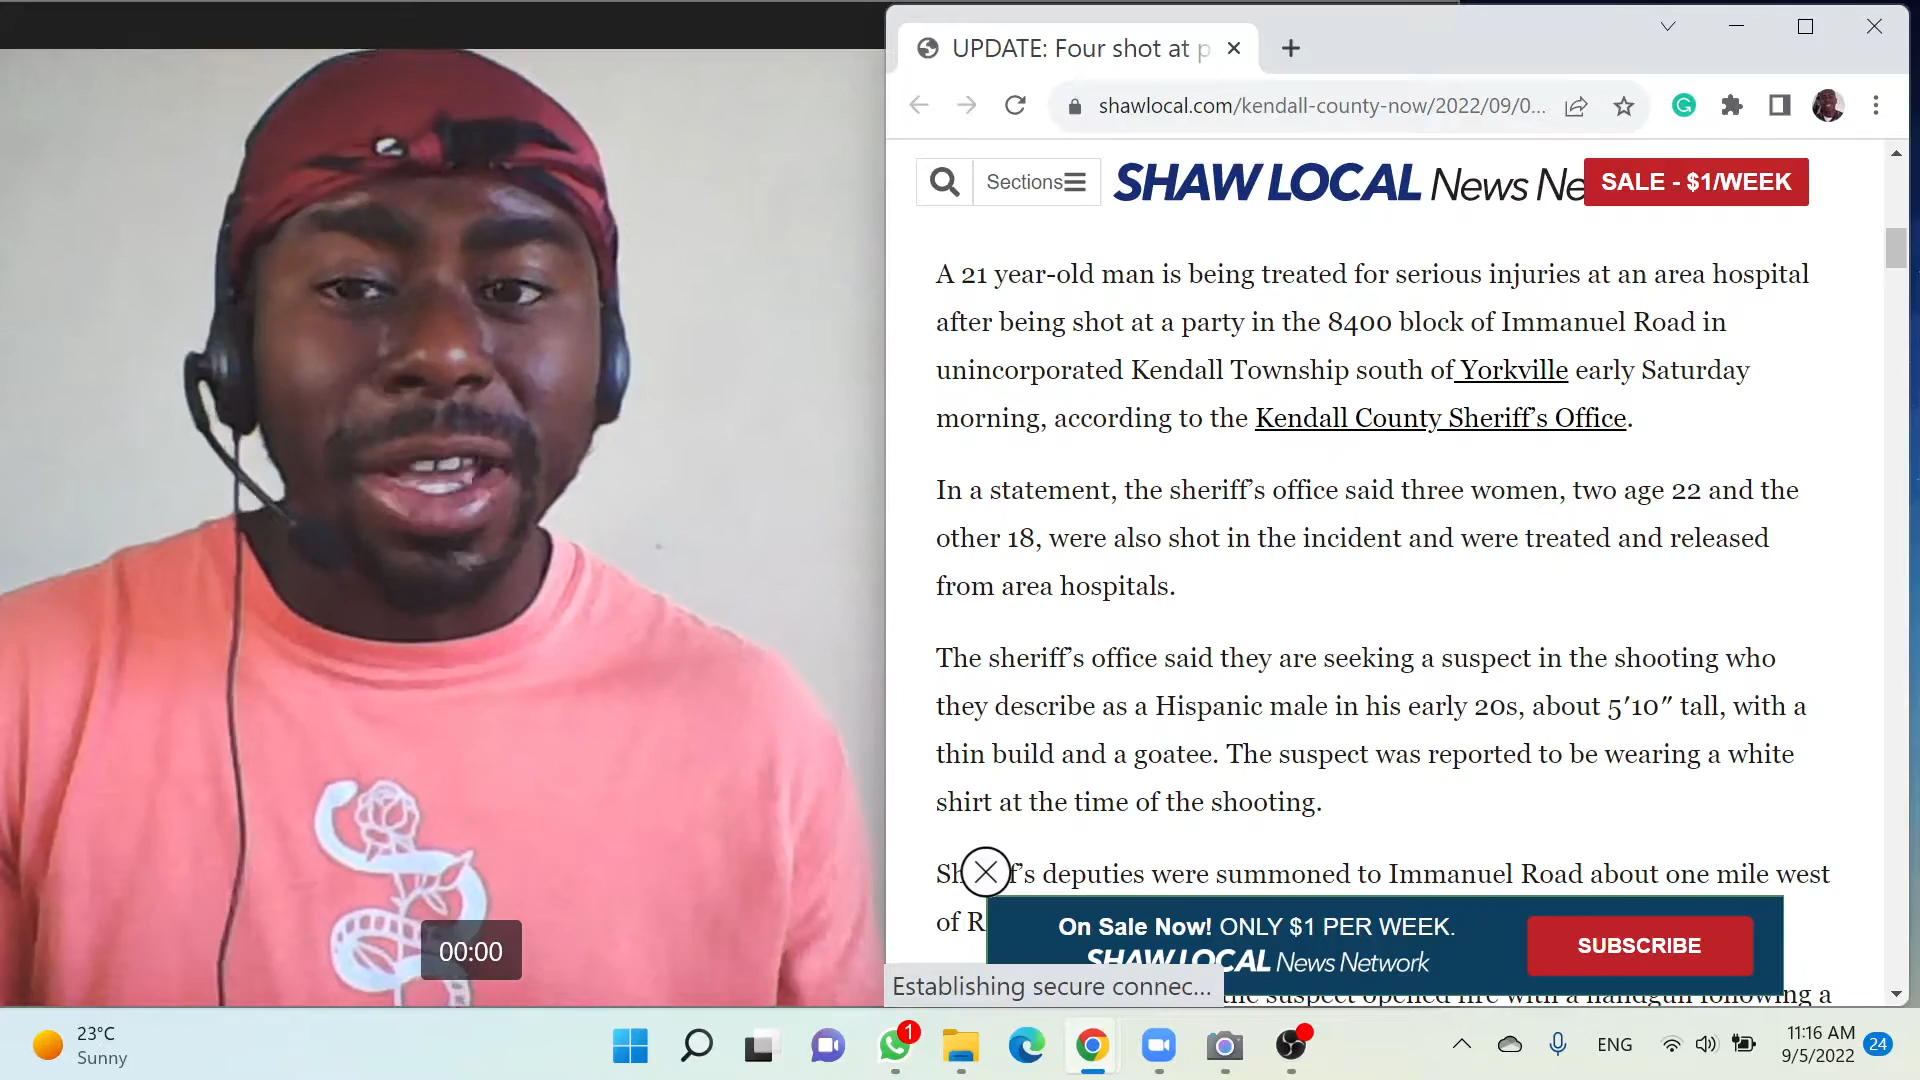 UPDATE: Four shot at p
shawlocal.com/kendall-county-now/2022/09/0...
Sections
SHAW LOCAL News Ne
SALE - $1/WEEK
A 21 year-old man is being treated for serious injuries at an area hospital
after being shot at a party in the 8400 block of Immanuel Road in
unincorporated Kendall Township south of Yorkville early Saturday
morning, according to the Kendall County Sheriff’s Office.
In a statement, the sheriff’s office said three women, two age 22 and the
other 18, were also shot in the incident and were treated and released
from area hospitals.
The sheriff’s office said they are seeking a suspect in the shooting who
they describe as a Hispanic male in his early 20s, about 5′10″ tall, with a
thin build and a goatee. The suspect was reported to be wearing a white
shirt at the time of the shooting.
Sh f’s deputies were summoned to Immanuel Road about one mile west
of R
On Sale Now! ONLY $1 PER WEEK.
SHAW LOCAL News Network
SUBSCRIBE
the suspect opened fire with a handgun following a
Establishing secure connec...
00:00
23°C
Sunny
1
ENG
11:16 AM
9/5/2022
24